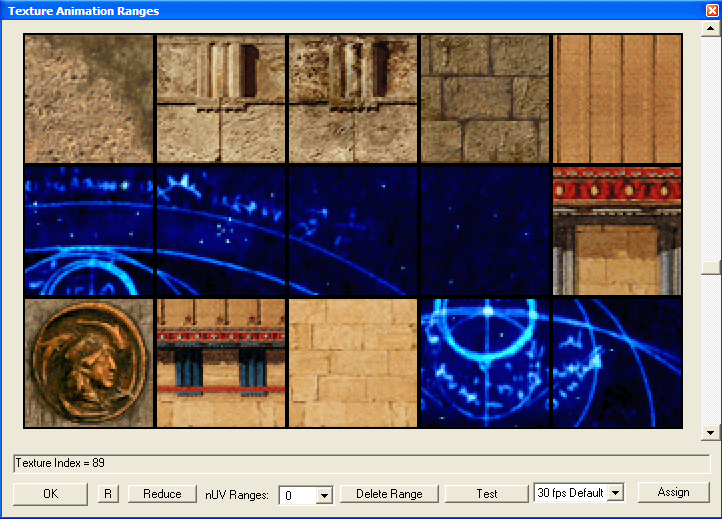 Texture Animation Ranges
Texture Index = 89
OK R Reduce nUV Ranges: 0 Delete Range Test 30 fps Default Assign